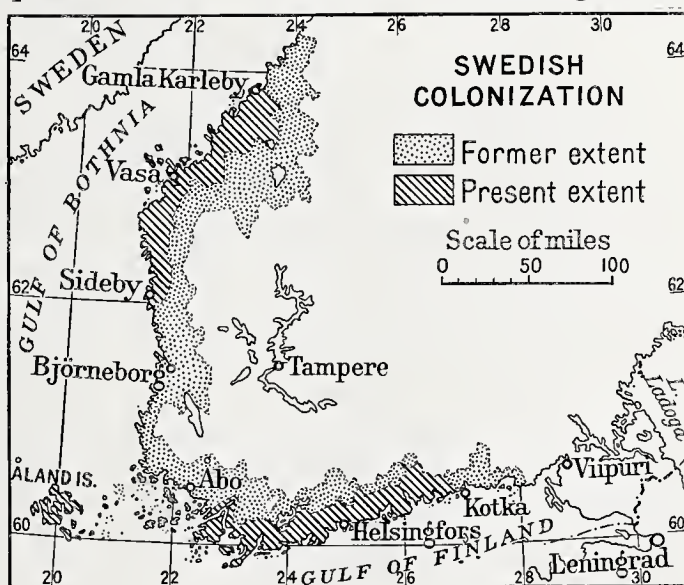 20
22
24
26
28
30
64
64
SWEDEN
Gamla Karleby
SWEDISH
COLONIZATION
Former extent
Present extent
Scale of miles
0 50 100
Vasa
GULF OF BOTHNIA
Sideby
62
62
Björneborg
Tampere
L. Ladoga
ÅLAND IS.
Åbo
Viipuri
Kotka
Helsingfors
GULF OF FINLAND
Leningrad
60
60
20
22
24
26
28
30